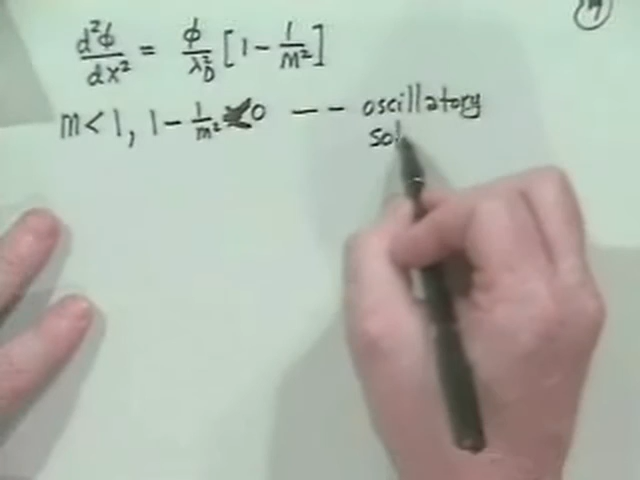 d²φ/dx² = φ/λ_D² [1 - 1/M²]
M < 1, 1 - 1/M² < 0 -- oscillatory
sol